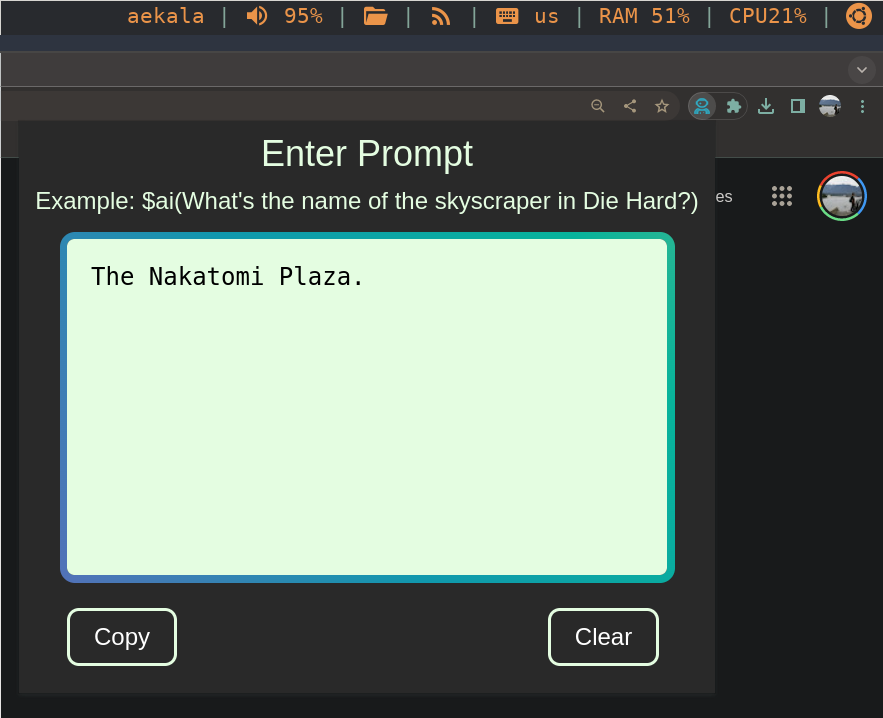 aekala | 95% | | | us | RAM 51% | CPU21% |
Enter Prompt
Example: $ai(What's the name of the skyscraper in Die Hard?)
es
The Nakatomi Plaza.
Copy
Clear